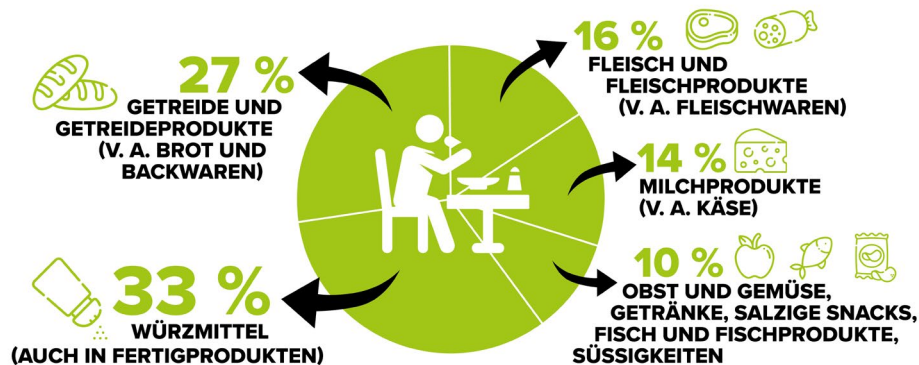 27 %
GETREIDE UND
GETREIDEPRODUKTE
(V. A. BROT UND
BACKWAREN)
16 %
FLEISCH UND
FLEISCHPRODUKTE
(V. A. FLEISCHWAREN)
14 %
MILCHPRODUKTE
(V. A. KÄSE)
33 %
WÜRZMITTEL
(AUCH IN FERTIGPRODUKTEN)
10 %
OBST UND GEMÜSE,
GETRÄNKE, SALZIGE SNACKS,
FISCH UND FISCHPRODUKTE,
SÜSSIGKEITEN